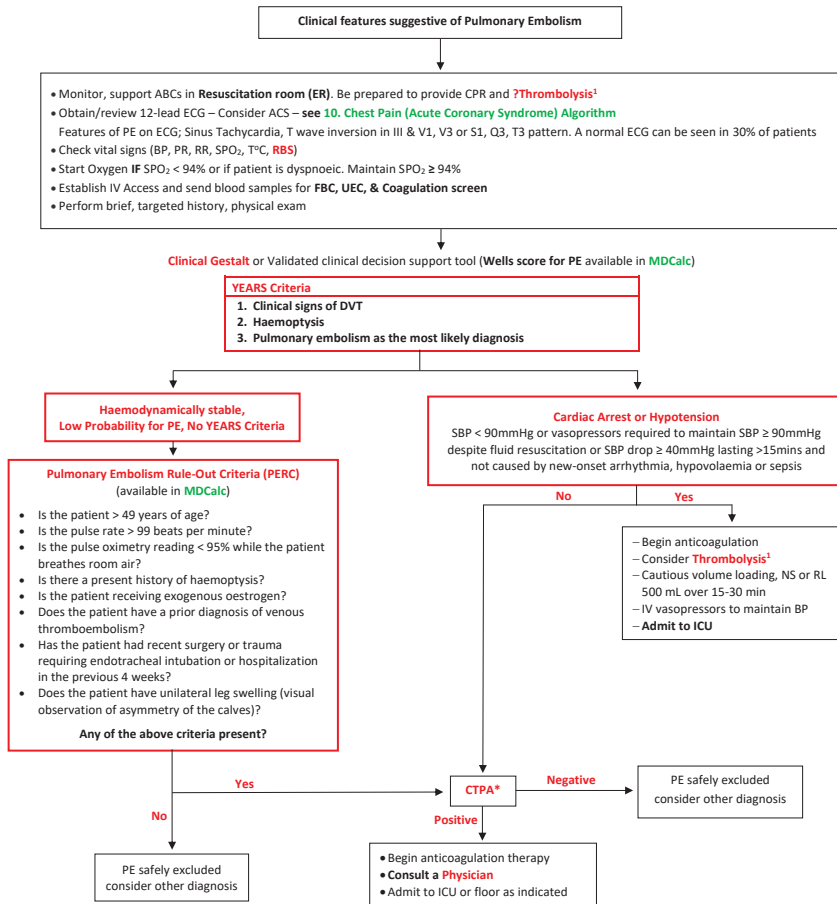 Clinical features suggestive of Pulmonary Embolism
• Monitor, support ABCs in Resuscitation room (ER). Be prepared to provide CPR and ?Thrombolysis¹
• Obtain/review 12-lead ECG – Consider ACS – see 10. Chest Pain (Acute Coronary Syndrome) Algorithm
Features of PE on ECG; Sinus Tachycardia, T wave inversion in III & V1, V3 or S1, Q3, T3 pattern. A normal ECG can be seen in 30% of patients
• Check vital signs (BP, PR, RR, SPO₂, T°C, RBS)
• Start Oxygen IF SPO₂ < 94% or if patient is dyspnoeic. Maintain SPO₂ ≥ 94%
• Establish IV Access and send blood samples for FBC, UEC, & Coagulation screen
• Perform brief, targeted history, physical exam
Clinical Gestalt or Validated clinical decision support tool (Wells score for PE available in MDCalc)
YEARS Criteria
1. Clinical signs of DVT
2. Haemoptysis
3. Pulmonary embolism as the most likely diagnosis
Haemodynamically stable,
Low Probability for PE, No YEARS Criteria
Pulmonary Embolism Rule-Out Criteria (PERC)
(available in MDCalc)
• Is the patient > 49 years of age?
• Is the pulse rate > 99 beats per minute?
• Is the pulse oximetry reading < 95% while the patient
breathes room air?
• Is there a present history of haemoptysis?
• Is the patient receiving exogenous oestrogen?
• Does the patient have a prior diagnosis of venous
thromboembolism?
• Has the patient had recent surgery or trauma
requiring endotracheal intubation or hospitalization
in the previous 4 weeks?
• Does the patient have unilateral leg swelling (visual
observation of asymmetry of the calves)?
Any of the above criteria present?
Cardiac Arrest or Hypotension
SBP < 90mmHg or vasopressors required to maintain SBP ≥ 90mmHg
despite fluid resuscitation or SBP drop ≥ 40mmHg lasting >15mins and
not caused by new-onset arrhythmia, hypovolaemia or sepsis
No
Yes
– Begin anticoagulation
– Consider Thrombolysis¹
– Cautious volume loading, NS or RL
500 mL over 15-30 min
– IV vasopressors to maintain BP
– Admit to ICU
Yes
CTPA*
Negative
PE safely excluded
consider other diagnosis
No
Positive
PE safely excluded
consider other diagnosis
• Begin anticoagulation therapy
• Consult a Physician
• Admit to ICU or floor as indicated